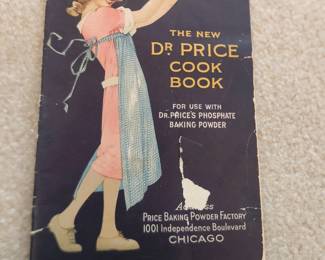 THE NEW
DR PRICE
COOK
BOOK
FOR USE WITH
DR. PRICE'S PHOSPHATE
BAKING POWDER
Address
PRICE BAKING POWDER FACTORY
1001 Independence Boulevard
CHICAGO